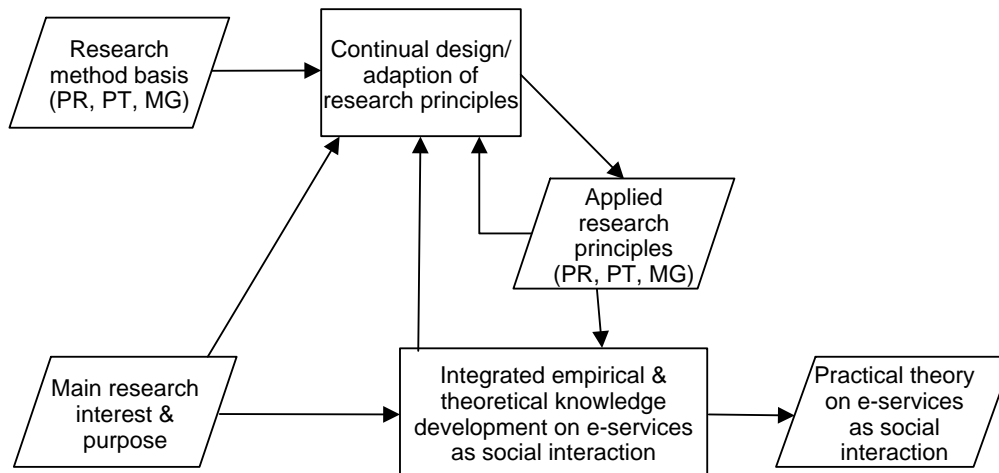 Research
method basis
(PR, PT, MG)
Continual design/
adaption of
research principles
Applied
research
principles
(PR, PT, MG)
Main research
interest &
purpose
Integrated empirical &
theoretical knowledge
development on e-services
as social interaction
Practical theory
on e-services
as social
interaction